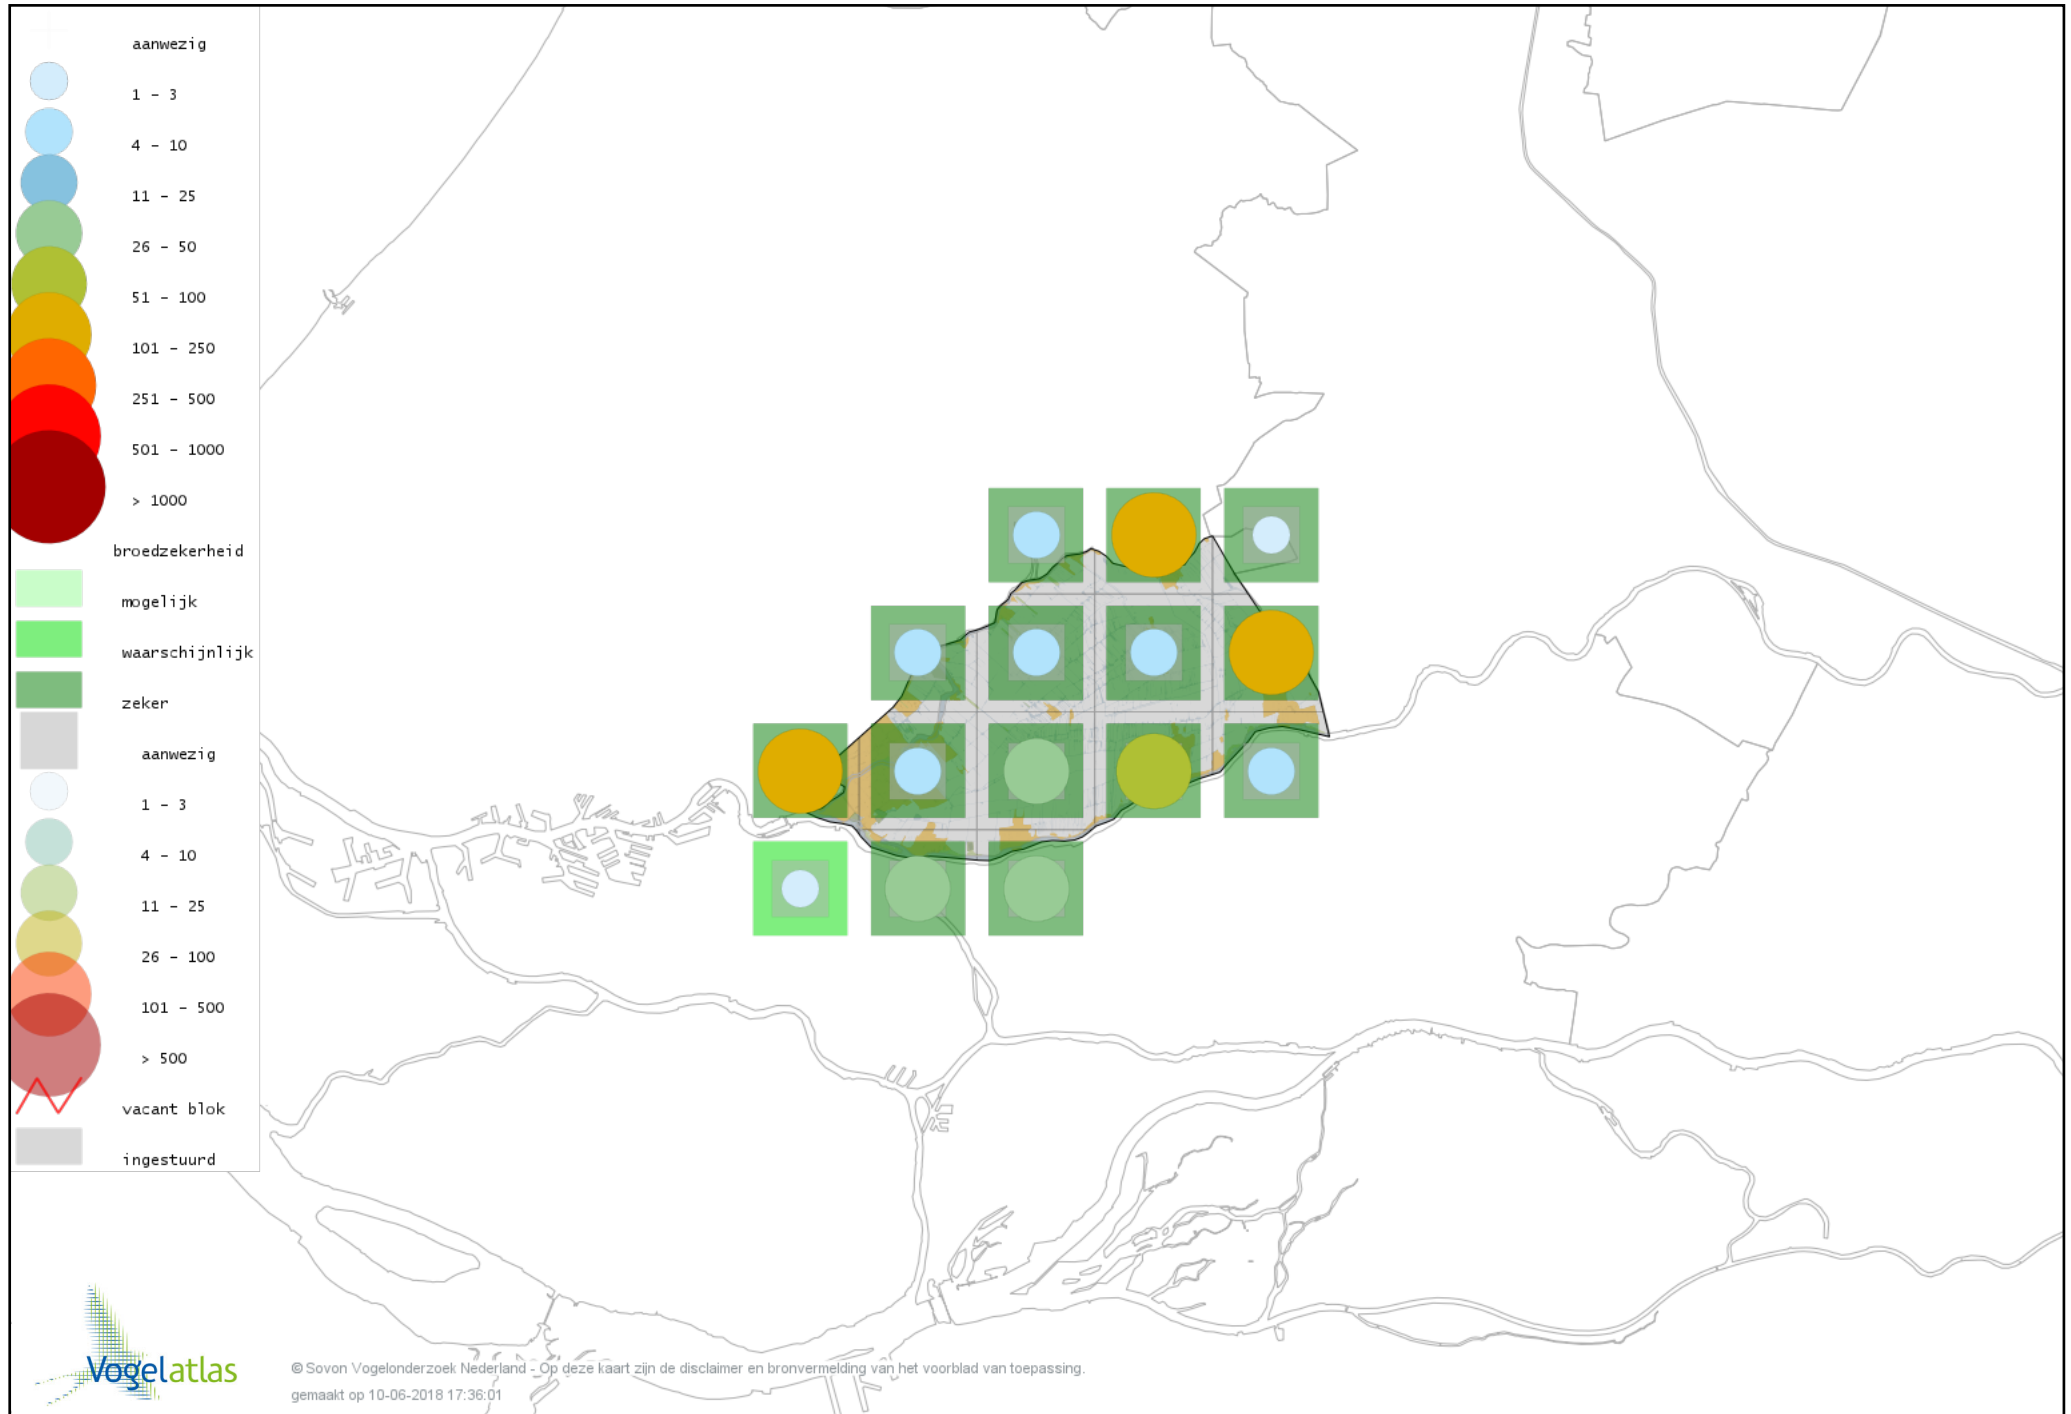 aanwezig
1 - 3
4 - 10
11 - 25
26 - 50
51 - 100
101 - 250
251 - 500
501 - 1000
> 1000
broedzekerheid
mogelijk
waarschijnlijk
zeker
aanwezig
1 - 3
4 - 10
11 - 25
26 - 100
101 - 500
> 500
vacant blok
ingestuurd
Vogelatlas
© Sovon Vogelonderzoek Nederland - Op deze kaart zijn de disclaimer en bronvermelding van het voorblad van toepassing.
gemaakt op 10-06-2018 17:36:01